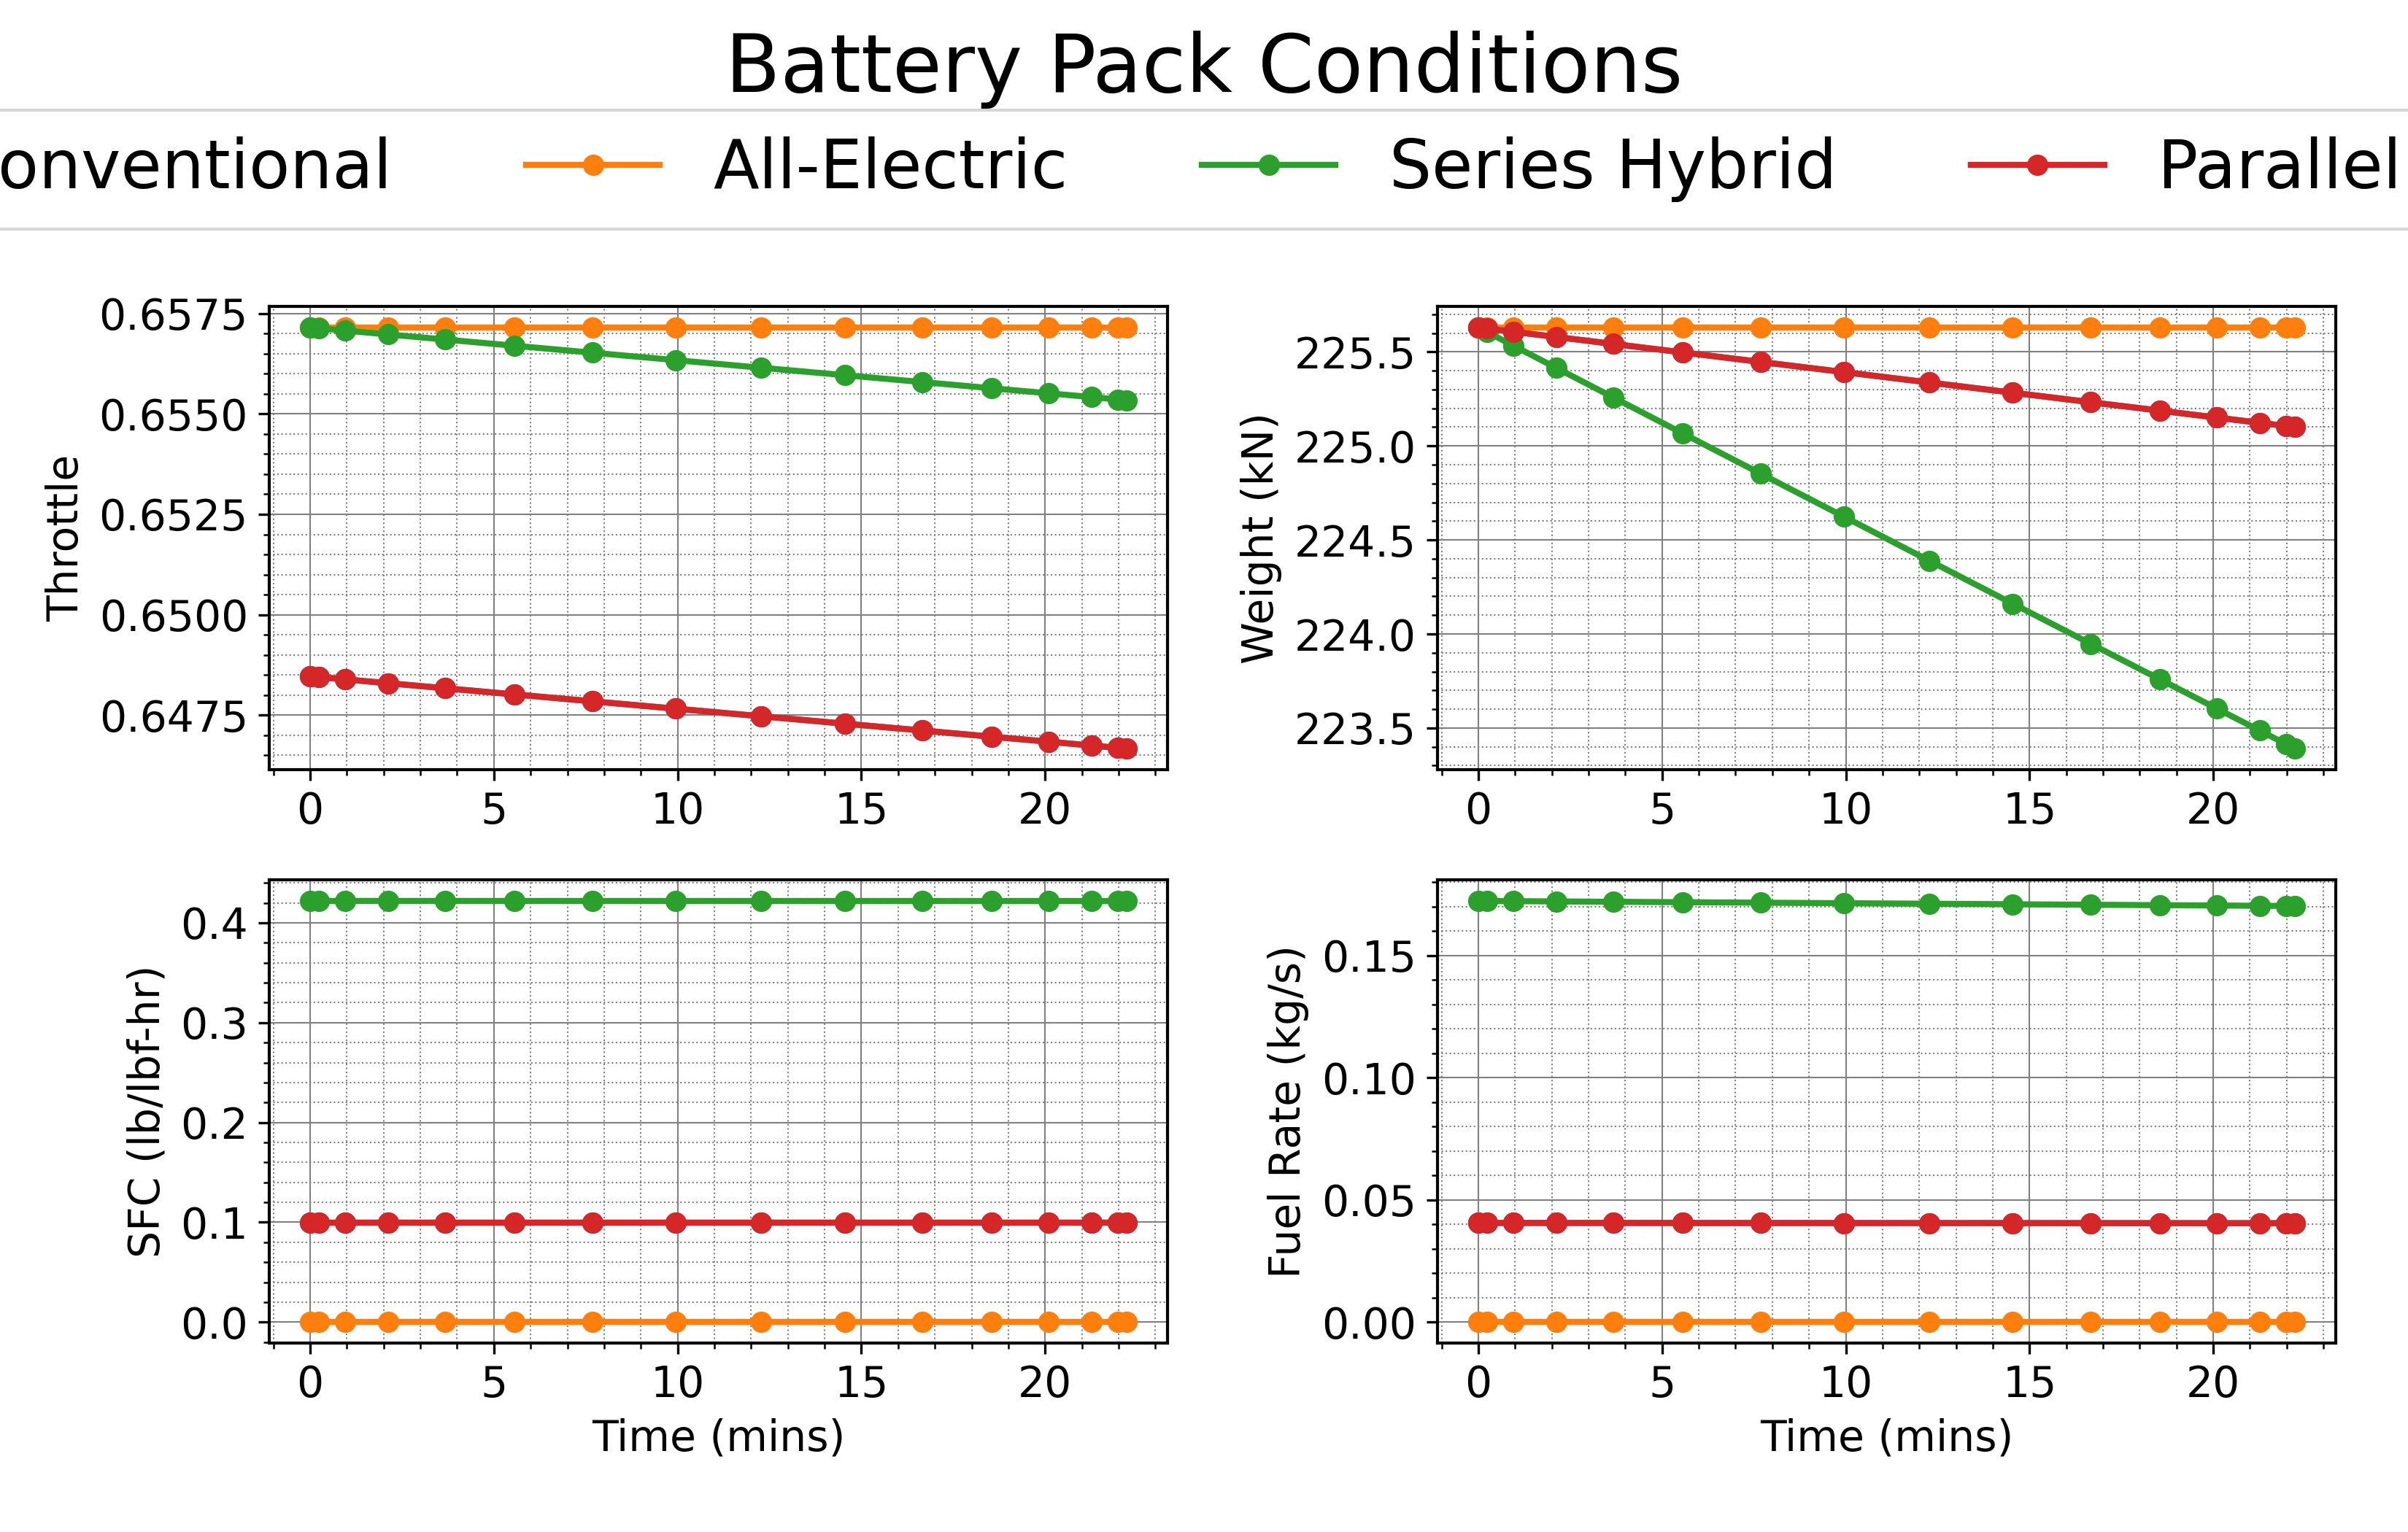 Battery Pack Conditions
onventional All-Electric Series Hybrid Parallel
Throttle
0.6575
0.6550
0.6525
0.6500
0.6475
0 5 10 15 20
Weight (kN)
225.5
225.0
224.5
224.0
223.5
0 5 10 15 20
SFC (lb/lbf-hr)
0.4
0.3
0.2
0.1
0.0
0 5 10 15 20
Time (mins)
Fuel Rate (kg/s)
0.15
0.10
0.05
0.00
0 5 10 15 20
Time (mins)